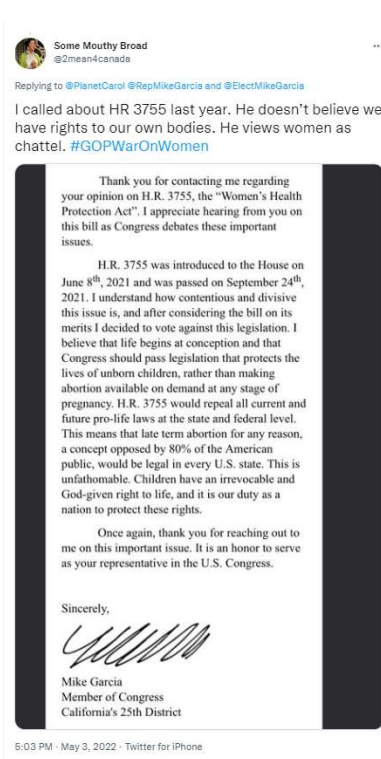 Some Mouthy Broad
@2mean4canada
Replying to @PlanetCarol @RepMikeGarcia and @ElectMikeGarcia
I called about HR 3755 last year. He doesn’t believe we
have rights to our own bodies. He views women as
chattel. #GOPWarOnWomen
Thank you for contacting me regarding
your opinion on H.R. 3755, the “Women’s Health
Protection Act”. I appreciate hearing from you on
this bill as Congress debates these important
issues.
H.R. 3755 was introduced to the House on
June 8th, 2021 and was passed on September 24th,
2021. I understand how contentious and divisive
this issue is, and after considering the bill on its
merits I decided to vote against this legislation. I
believe that life begins at conception and that
Congress should pass legislation that protects the
lives of unborn children, rather than making
abortion available on demand at any stage of
pregnancy. H.R. 3755 would repeal all current and
future pro-life laws at the state and federal level.
This means that late term abortion for any reason,
a concept opposed by 80% of the American
public, would be legal in every U.S. state. This is
unfathomable. Children have an irrevocable and
God-given right to life, and it is our duty as a
nation to protect these rights.
Once again, thank you for reaching out to
me on this important issue. It is an honor to serve
as your representative in the U.S. Congress.
Sincerely,
Mike Garcia
Member of Congress
California’s 25th District
5:03 PM · May 3, 2022 · Twitter for iPhone